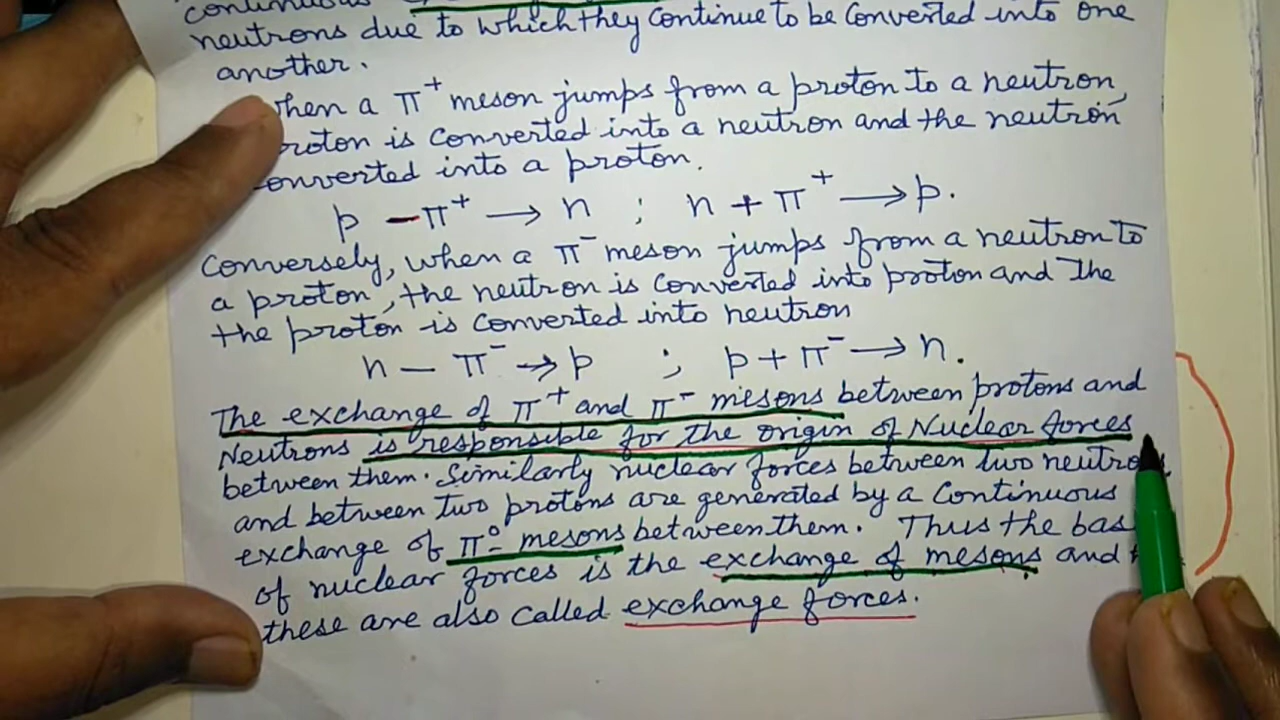 continuous
neutrons due to which they continue to be converted into one
another.
when a π⁺ meson jumps from a proton to a neutron,
proton is converted into a neutron and the neutron
converted into a proton.
p − π⁺ → n ; n + π⁺ → p.
Conversely, when a π⁻ meson jumps from a neutron to
a proton, the neutron is converted into proton and The
the proton is converted into neutron
n − π⁻ → p ; p + π⁻ → n.
The exchange of π⁺ and π⁻ mesons between protons and
Neutrons is responsible for the origin of Nuclear forces
between them. Similarly nuclear forces between two neutro
and between two protons are generated by a Continuous
exchange of π⁰ mesons between them. Thus the bas
of nuclear forces is the exchange of mesons and
these are also called exchange forces.